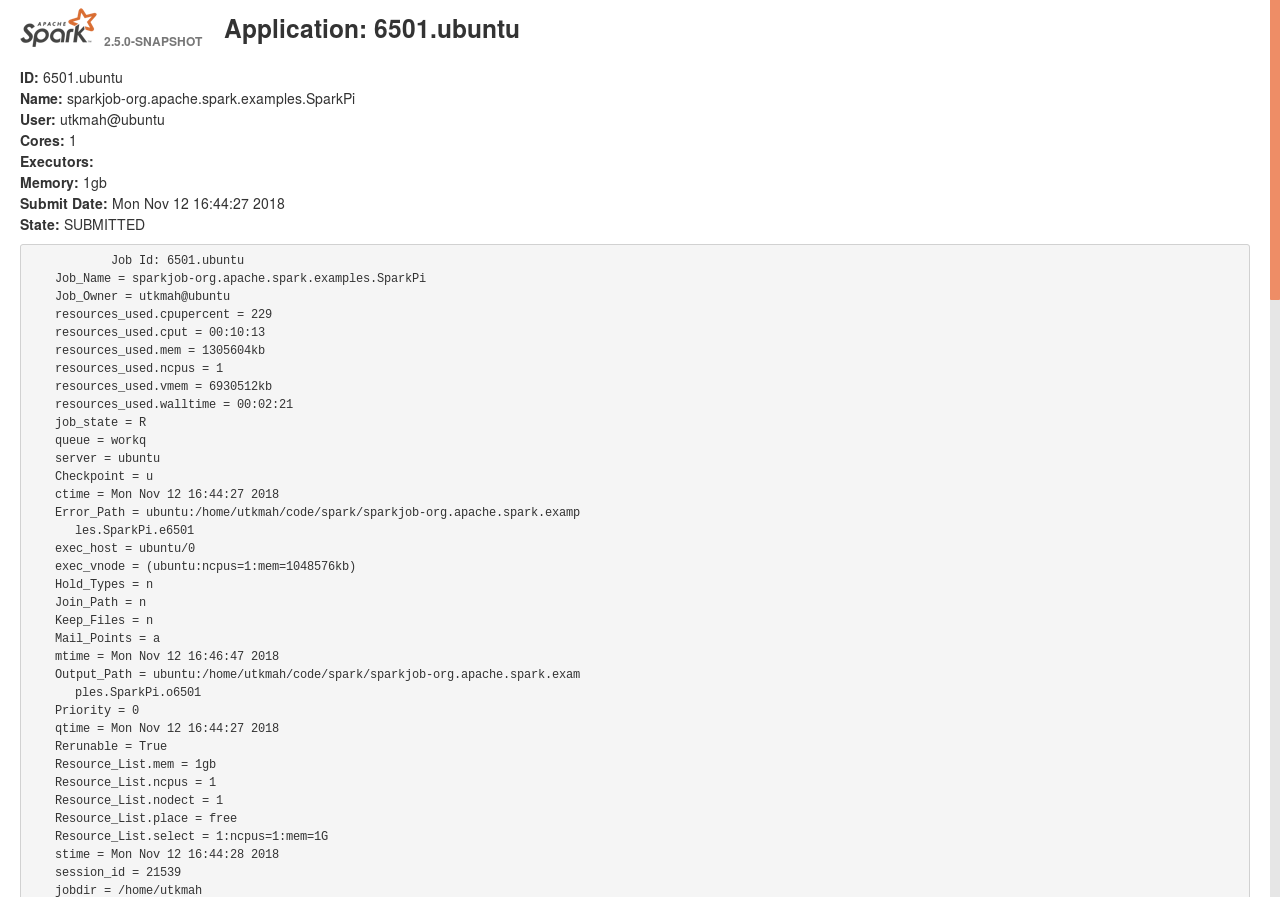 APACHE
Spark 2.5.0-SNAPSHOT Application: 6501.ubuntu
ID: 6501.ubuntu
Name: sparkjob-org.apache.spark.examples.SparkPi
User: utkmah@ubuntu
Cores: 1
Executors:
Memory: 1gb
Submit Date: Mon Nov 12 16:44:27 2018
State: SUBMITTED
Job Id: 6501.ubuntu
Job_Name = sparkjob-org.apache.spark.examples.SparkPi
Job_Owner = utkmah@ubuntu
resources_used.cpupercent = 229
resources_used.cput = 00:10:13
resources_used.mem = 1305604kb
resources_used.ncpus = 1
resources_used.vmem = 6930512kb
resources_used.walltime = 00:02:21
job_state = R
queue = workq
server = ubuntu
Checkpoint = u
ctime = Mon Nov 12 16:44:27 2018
Error_Path = ubuntu:/home/utkmah/code/spark/sparkjob-org.apache.spark.examp
les.SparkPi.e6501
exec_host = ubuntu/0
exec_vnode = (ubuntu:ncpus=1:mem=1048576kb)
Hold_Types = n
Join_Path = n
Keep_Files = n
Mail_Points = a
mtime = Mon Nov 12 16:46:47 2018
Output_Path = ubuntu:/home/utkmah/code/spark/sparkjob-org.apache.spark.exam
ples.SparkPi.o6501
Priority = 0
qtime = Mon Nov 12 16:44:27 2018
Rerunable = True
Resource_List.mem = 1gb
Resource_List.ncpus = 1
Resource_List.nodect = 1
Resource_List.place = free
Resource_List.select = 1:ncpus=1:mem=1G
stime = Mon Nov 12 16:44:28 2018
session_id = 21539
jobdir = /home/utkmah